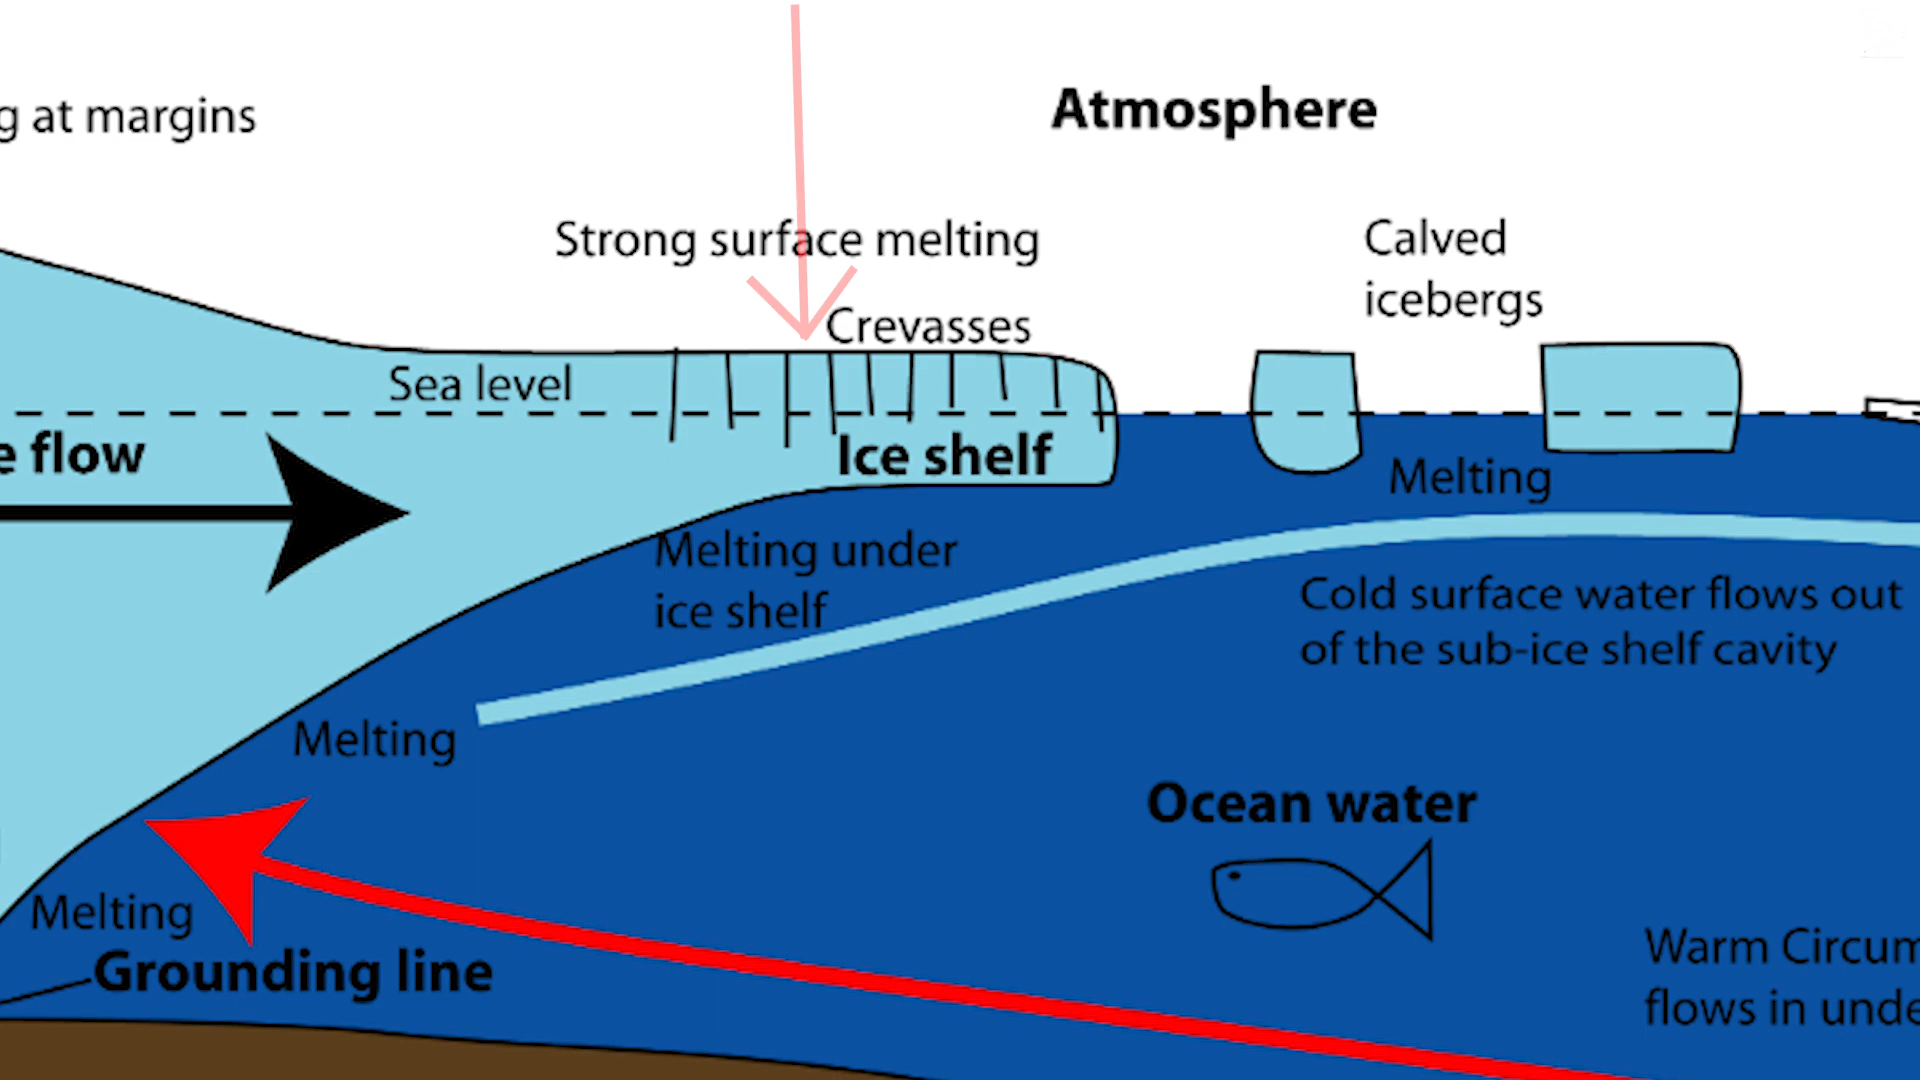 g at margins
Atmosphere
Strong surface melting
Calved
icebergs
Crevasses
Sea level
e flow
Ice shelf
Melting
Melting under
ice shelf
Cold surface water flows out
of the sub-ice shelf cavity
Melting
Ocean water
Melting
Grounding line
Warm Circum
flows in unde